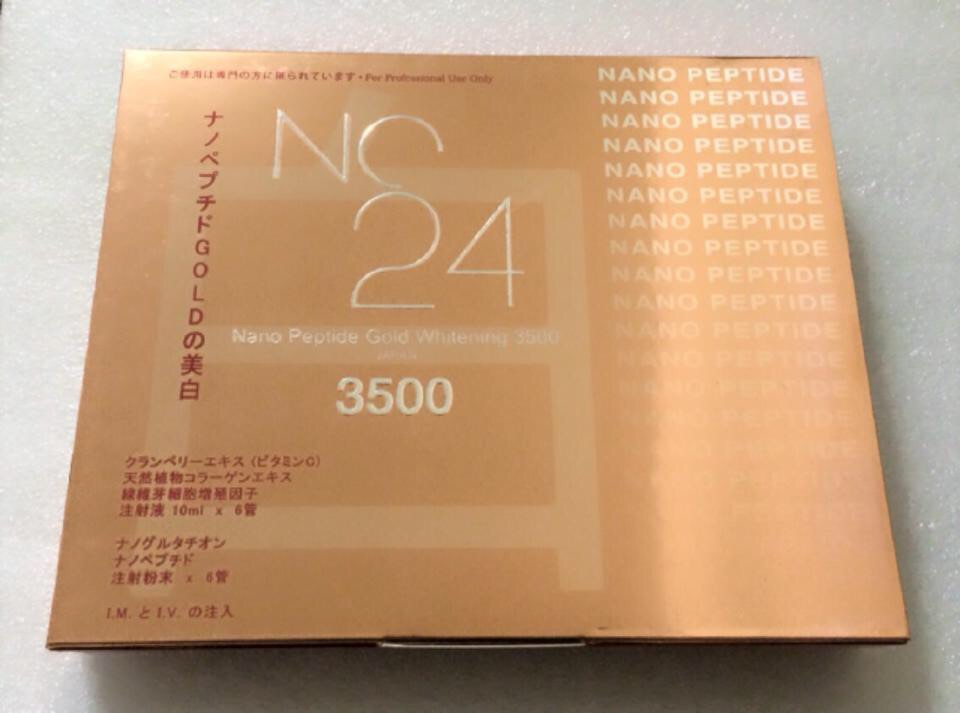 ご使用は専門の方に限られています・For Professional Use Only
NC
24
ナノペプチドGOLDの美白
Nano Peptide Gold Whitening 3500
JAPAN
3500
クランベリーエキス (ビタミンC)
天然植物コラーゲンエキス
線維芽細胞増殖因子
注射液 10ml x 6管
ナノグルタチオン
ナノペプチド
注射粉末 x 6管
I.M. と I.V. の注入
NANO PEPTIDE
NANO PEPTIDE
NANO PEPTIDE
NANO PEPTIDE
NANO PEPTIDE
NANO PEPTIDE
NANO PEPTIDE
NANO PEPTIDE
NANO PEPTIDE
NANO PEPTIDE
NANO PEPTIDE
NANO PEPTIDE
NANO PEPTIDE
NANO PEPTIDE